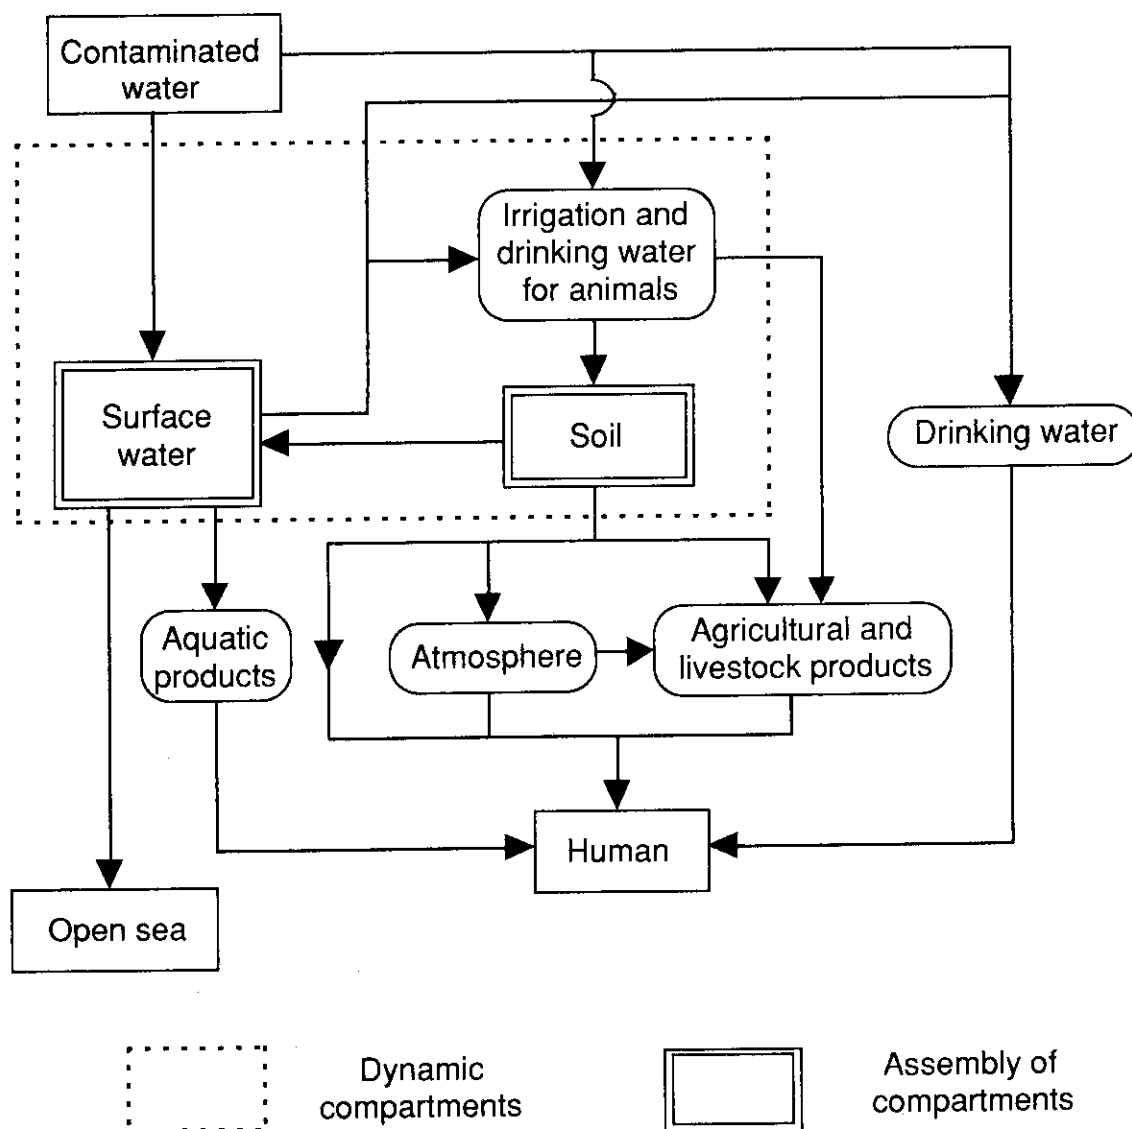 Contaminated
water
Irrigation and
drinking water
for animals
Surface
water
Soil
Drinking water
Aquatic
products
Atmosphere
Agricultural and
livestock products
Human
Open sea
Dynamic
compartments
Assembly of
compartments